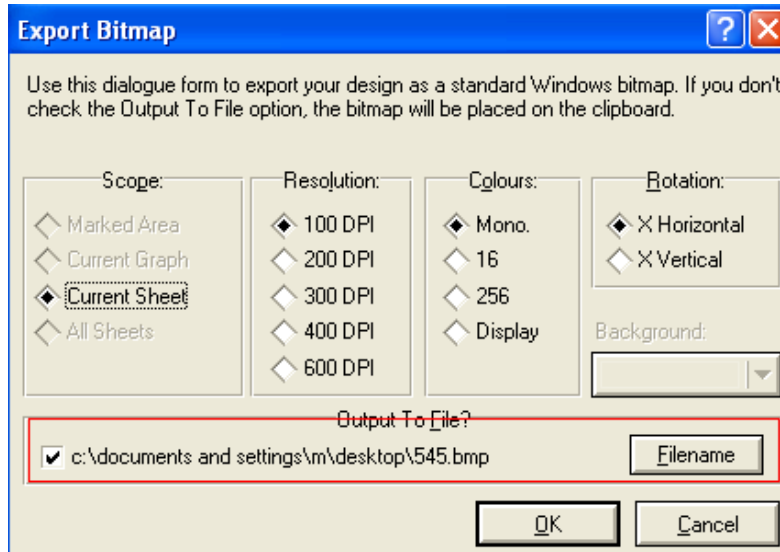 Export Bitmap
Use this dialogue form to export your design as a standard Windows bitmap. If you don't
check the Output To File option, the bitmap will be placed on the clipboard.
Scope:
Marked Area
Current Graph
Current Sheet
All Sheets
Resolution:
100 DPI
200 DPI
300 DPI
400 DPI
600 DPI
Colours:
Mono.
16
256
Display
Rotation:
X Horizontal
X Vertical
Background:
Output To File?
c:\documents and settings\m\desktop\545.bmp
Filename
OK
Cancel